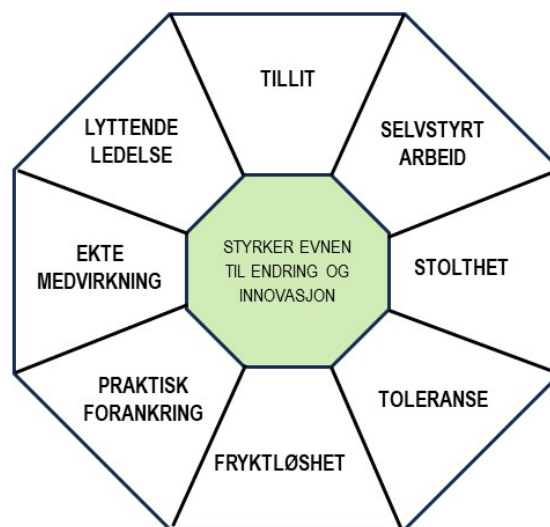 TILLIT
SELVSTYRT
ARBEID
STOLTHET
TOLERANSE
FRYKTLØSHET
PRAKTISK
FORANKRING
EKTE
MEDVIRKNING
LYTTENDE
LEDELSE
STYRKER EVNEN
TIL ENDRING OG
INNOVASJON